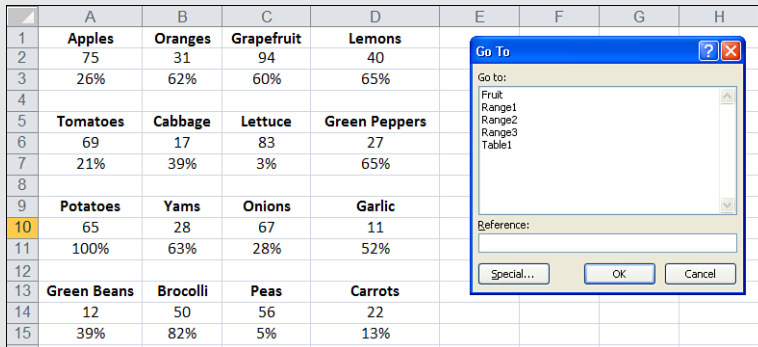 A B C D E F G H
1 Apples Oranges Grapefruit Lemons
2 75 31 94 40
3 26% 62% 60% 65%
4
5 Tomatoes Cabbage Lettuce Green Peppers
6 69 17 83 27
7 21% 39% 3% 65%
8
9 Potatoes Yams Onions Garlic
10 65 28 67 11
11 100% 63% 28% 52%
12
13 Green Beans Brocolli Peas Carrots
14 12 50 56 22
15 39% 82% 5% 13%
Go To
?
Go to:
Fruit
Range1
Range2
Range3
Table1
Reference:
Special... OK Cancel